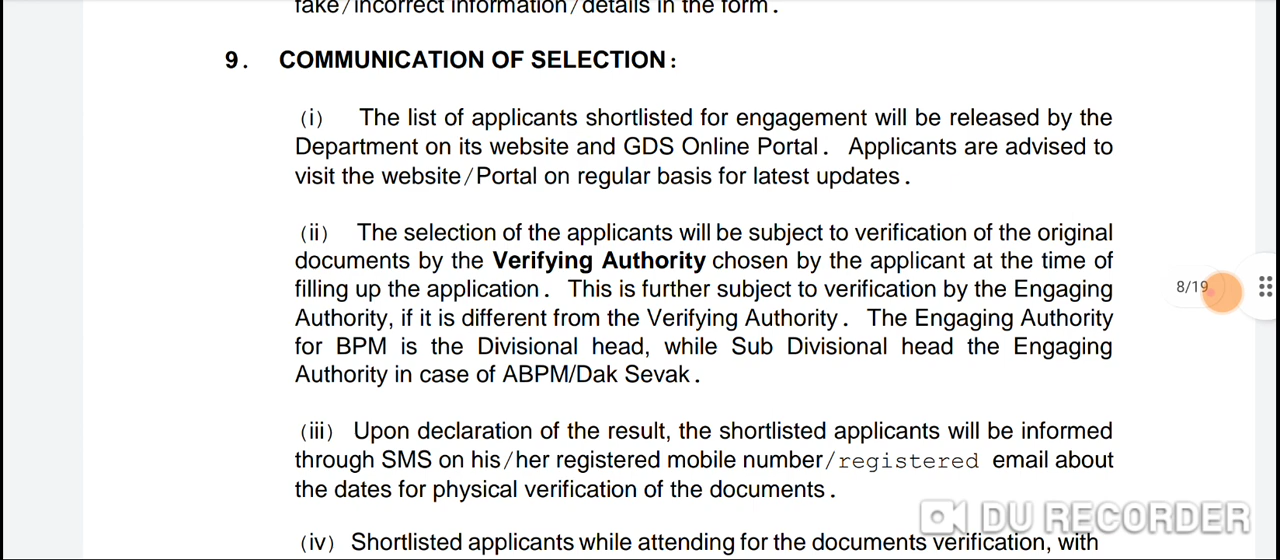 fake/incorrect information/details in the form.
9. COMMUNICATION OF SELECTION:
(i) The list of applicants shortlisted for engagement will be released by the
Department on its website and GDS Online Portal. Applicants are advised to
visit the website/Portal on regular basis for latest updates.
(ii) The selection of the applicants will be subject to verification of the original
documents by the Verifying Authority chosen by the applicant at the time of
filling up the application. This is further subject to verification by the Engaging
Authority, if it is different from the Verifying Authority. The Engaging Authority
for BPM is the Divisional head, while Sub Divisional head the Engaging
Authority in case of ABPM/Dak Sevak.
(iii) Upon declaration of the result, the shortlisted applicants will be informed
through SMS on his/her registered mobile number/registered email about
the dates for physical verification of the documents.
(iv) Shortlisted applicants while attending for the documents verification, with
8/19
DU RECORDER